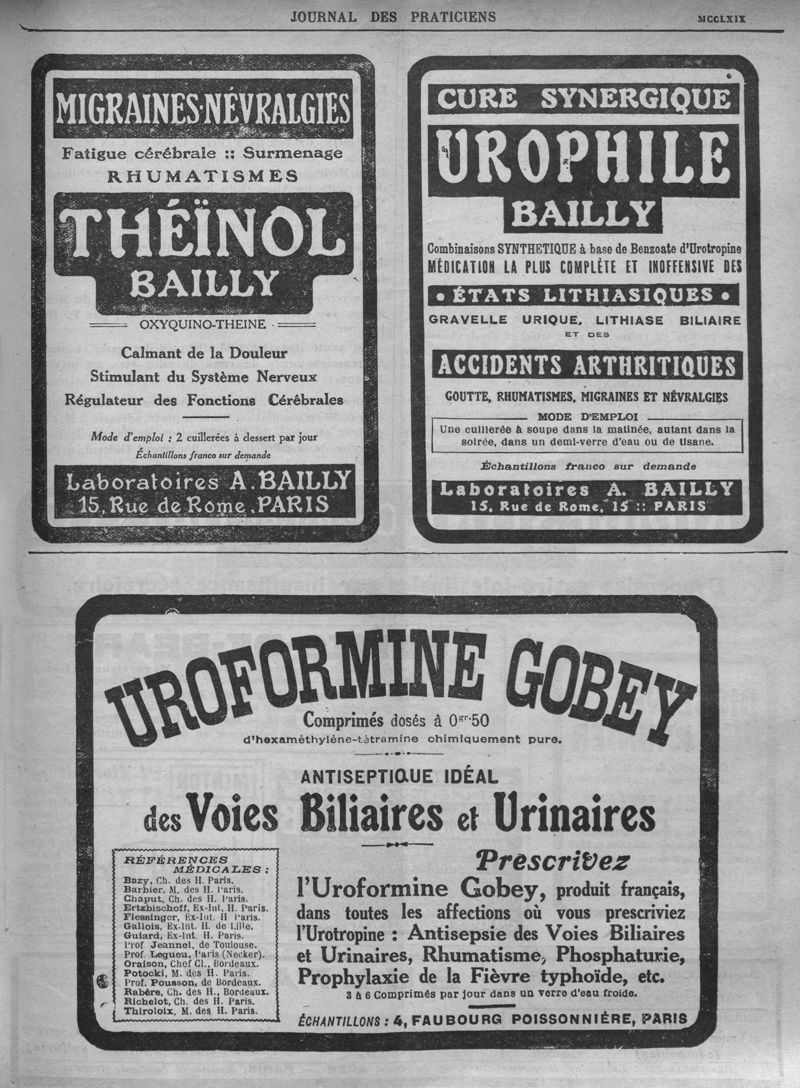 JOURNAL DES PRATICIENS
MCCLXIX
MIGRAINES-NÉVRALGIES
Fatigue cérébrale :: Surmenage
RHUMATISMES
THÉÏNOL
BAILLY
OXYQUINO-THEINE
Calmant de la Douleur
Stimulant du Système Nerveux
Régulateur des Fonctions Cérébrales
Mode d'emploi : 2 cuillerées à dessert par jour
Échantillons franco sur demande
Laboratoires A. BAILLY
15, Rue de Rome, PARIS
CURE SYNERGIQUE
UROPHILE
BAILLY
Combinaisons SYNTHETIQUE à base de Benzoate d'Urotropine
MÉDICATION LA PLUS COMPLÈTE ET INOFFENSIVE DES
• ÉTATS LITHIASIQUES •
GRAVELLE URIQUE, LITHIASE BILIAIRE
ET DES
ACCIDENTS ARTHRITIQUES
GOUTTE, RHUMATISMES, MIGRAINES ET NÉVRALGIES
MODE D'EMPLOI
Une cuillerée à soupe dans la matinée, autant dans la
soirée, dans un demi-verre d'eau ou de tisane.
Échantillons franco sur demande
Laboratoires A. BAILLY
15, Rue de Rome, 15 :: PARIS
UROFORMINE GOBEY
Comprimés dosés à 0gr.50
d'hexaméthylène-tétramine chimiquement pure.
ANTISEPTIQUE IDÉAL
des Voies Biliaires et Urinaires
RÉFÉRENCES
MÉDICALES :
Bazy, Ch. des H. Paris.
Barbier, M. des H. Paris.
Chaput, Ch. des H. Paris.
Ertzbischoff, Ex-Int. H. Paris.
Fiessinger, Ex-Int. H Paris.
Gallois, Ex-Int. H. de Lille.
Guiard, Ex-Int. H. Paris.
Prof. Jeannel, de Toulouse.
Prof. Legueu, Paris (Necker).
Oraison, Chef Cl., Bordeaux.
Potocki, M. des H. Paris.
Prof. Pousson, de Bordeaux.
Rabère, Ch. des H., Bordeaux.
Richelot, Ch. des H. Paris.
Thiroloix, M. des H. Paris.
Prescrivez
l'Uroformine Gobey, produit français,
dans toutes les affections où vous prescriviez
l'Urotropine : Antisepsie des Voies Biliaires
et Urinaires, Rhumatisme, Phosphaturie,
Prophylaxie de la Fièvre typhoïde, etc.
3 à 6 Comprimés par jour dans un verre d'eau froide.
ÉCHANTILLONS : 4, FAUBOURG POISSONNIÈRE, PARIS